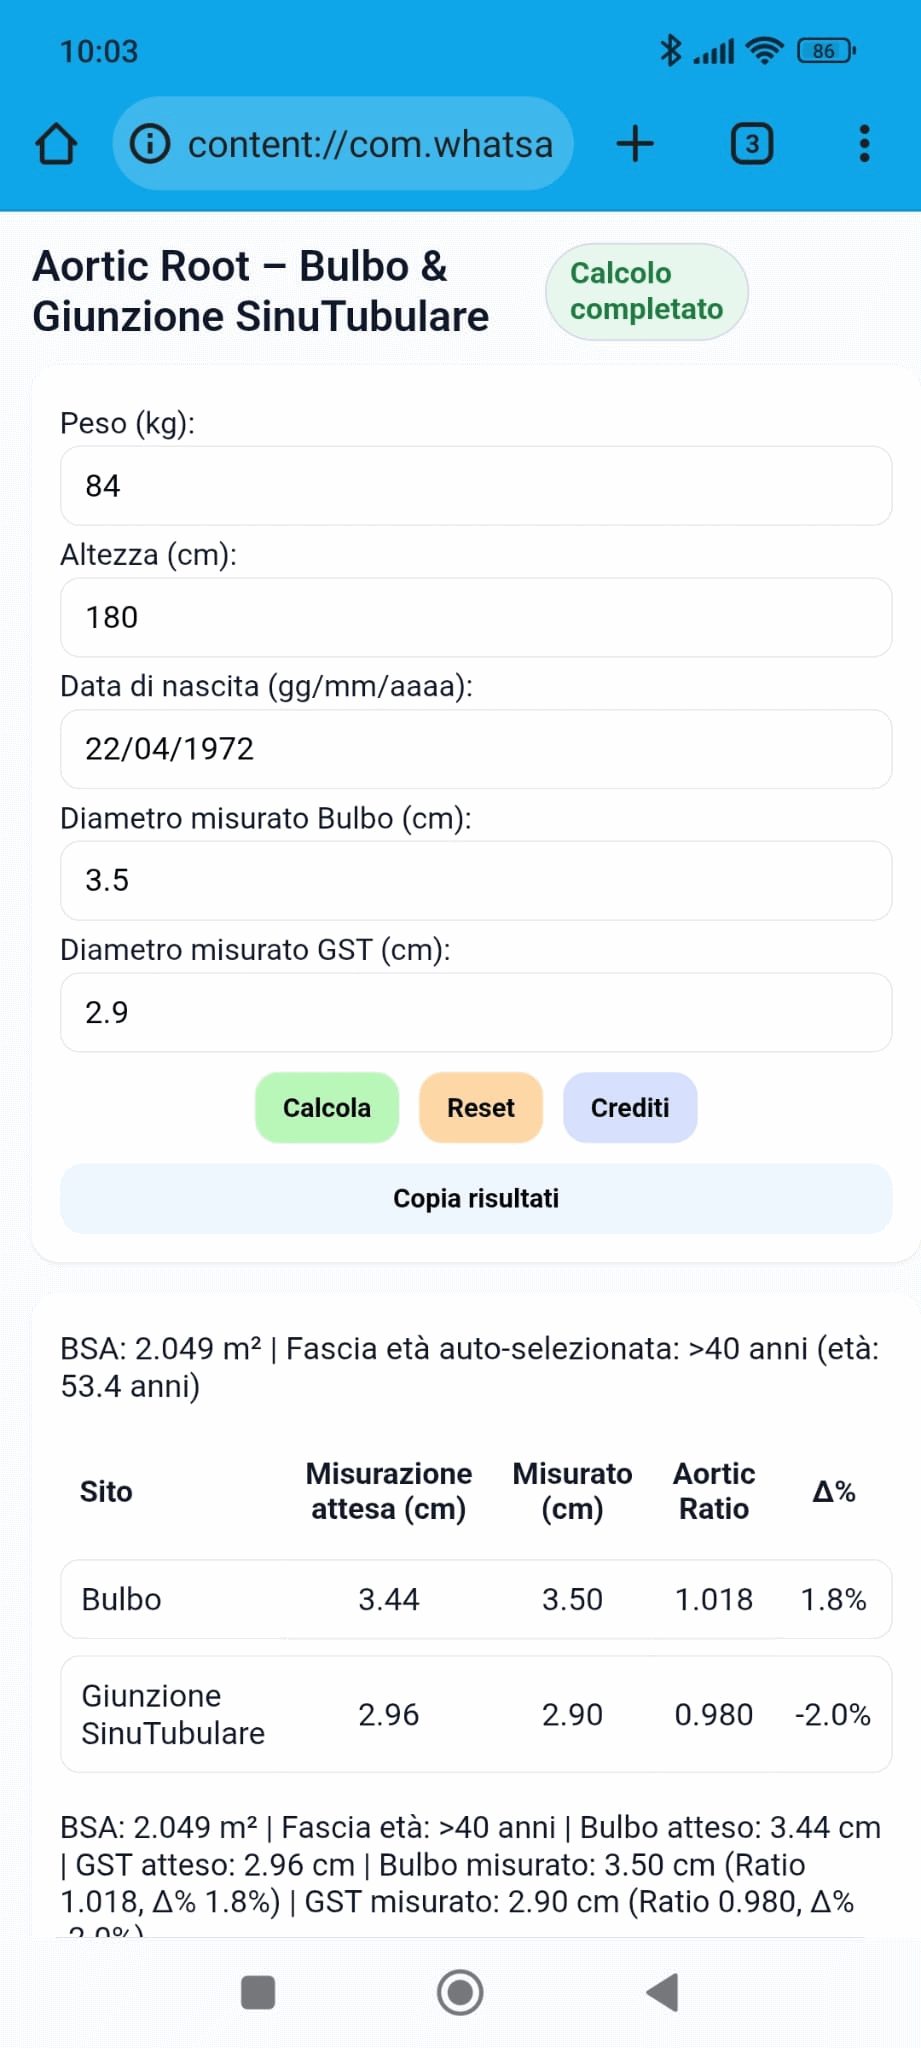 10:03
86
content://com.whatsa
3
Aortic Root – Bulbo &
Giunzione SinuTubulare
Calcolo
completato
Peso (kg):
84
Altezza (cm):
180
Data di nascita (gg/mm/aaaa):
22/04/1972
Diametro misurato Bulbo (cm):
3.5
Diametro misurato GST (cm):
2.9
Calcola Reset Crediti
Copia risultati
BSA: 2.049 m² | Fascia età auto-selezionata: >40 anni (età:
53.4 anni)
Sito Misurazione attesa (cm) Misurato (cm) Aortic Ratio Δ%
Bulbo 3.44 3.50 1.018 1.8%
Giunzione SinuTubulare 2.96 2.90 0.980 -2.0%
BSA: 2.049 m² | Fascia età: >40 anni | Bulbo atteso: 3.44 cm
| GST atteso: 2.96 cm | Bulbo misurato: 3.50 cm (Ratio
1.018, Δ% 1.8%) | GST misurato: 2.90 cm (Ratio 0.980, Δ%
-2.0%)